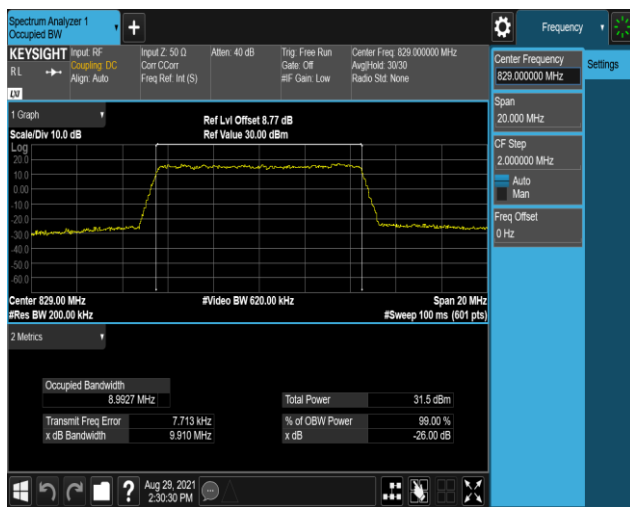 Spectrum Analyzer 1
Occupied BW
+
Frequency
KEYSIGHT
RL
LXI
Input: RF
Coupling: DC
Align: Auto
Input Z: 50 Ω
Corr CCorr
Freq Ref: Int (S)
Atten: 40 dB
Trig: Free Run
Gate: Off
#IF Gain: Low
Center Freq: 829.000000 MHz
Avg|Hold: 30/30
Radio Std: None
1 Graph
Scale/Div 10.0 dB
Ref Lvl Offset 8.77 dB
Ref Value 30.00 dBm
Log
20.0
10.0
0.00
-10.0
-20.0
-30.0
-40.0
-50.0
-60.0
Center 829.00 MHz
#Res BW 200.00 kHz
#Video BW 620.00 kHz
Span 20 MHz
#Sweep 100 ms (601 pts)
2 Metrics
Occupied Bandwidth
8.9927 MHz
Total Power 31.5 dBm
Transmit Freq Error 7.713 kHz
% of OBW Power 99.00 %
x dB Bandwidth 9.910 MHz
x dB -26.00 dB
?
Aug 29, 2021
2:30:30 PM
Center Frequency
829.000000 MHz
Settings
Span
20.000 MHz
CF Step
2.000000 MHz
Auto
Man
Freq Offset
0 Hz